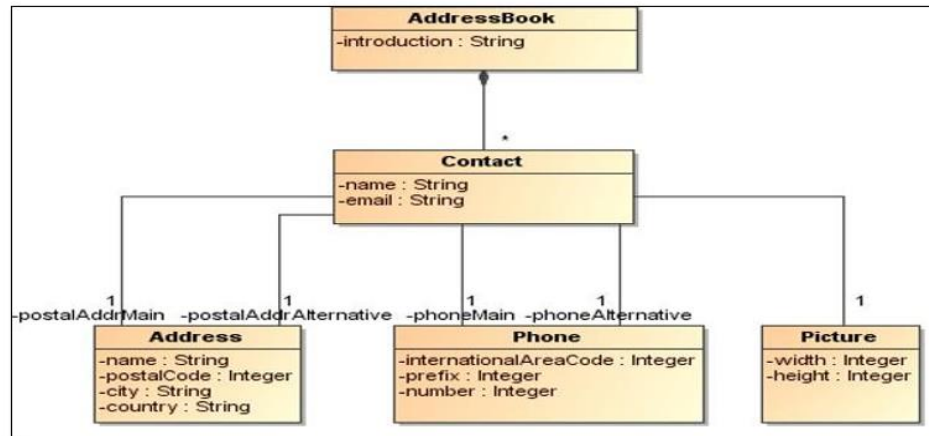 AddressBook
-introduction : String
*
Contact
-name : String
-email : String
1
1
1
1
1
-postalAddrMain
-postalAddrAlternative
-phoneMain
-phoneAlternative
Address
-name : String
-postalCode : Integer
-city : String
-country : String
Phone
-internationalAreaCode : Integer
-prefix : Integer
-number : Integer
Picture
-width : Integer
-height : Integer